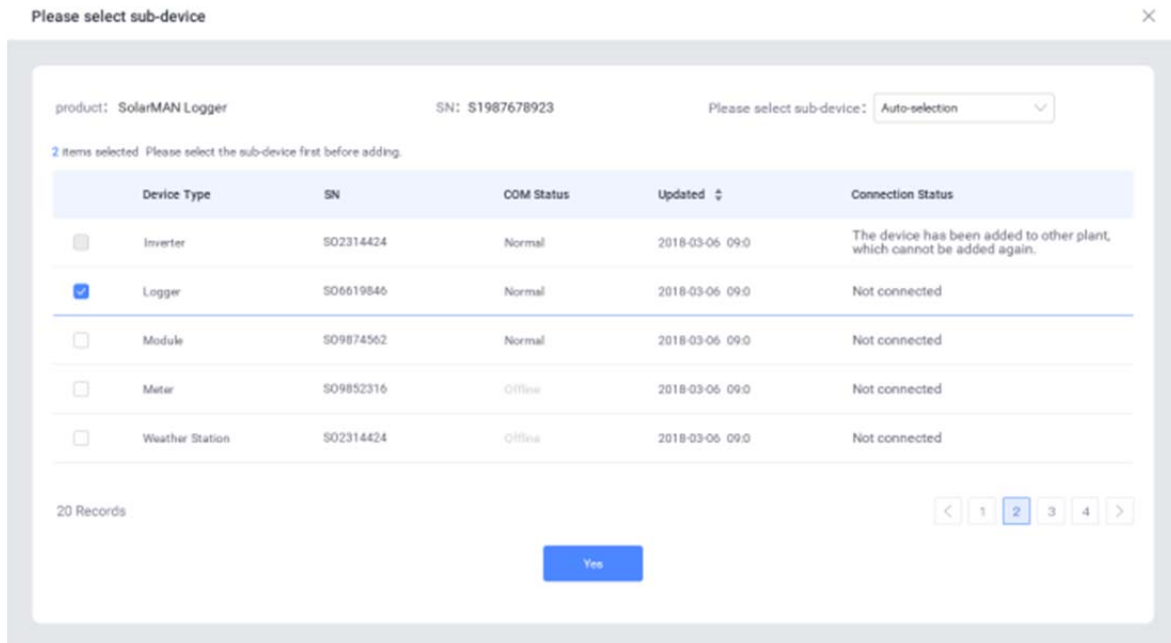 Please select sub-device
product: SolarMAN Logger SN: S1987678923 Please select sub-device: Auto-selection
2 items selected Please select the sub-device first before adding.
Device Type SN COM Status Updated Connection Status
Inverter SO2314424 Normal 2018-03-06 09:0 The device has been added to other plant,
which cannot be added again.
Logger SO6619846 Normal 2018-03-06 09:0 Not connected
Module SO9874562 Normal 2018-03-06 09:0 Not connected
Meter SO9852316 Offline 2018-03-06 09:0 Not connected
Weather Station SO2314424 Offline 2018-03-06 09:0 Not connected
20 Records < 1 2 3 4 >
Yes